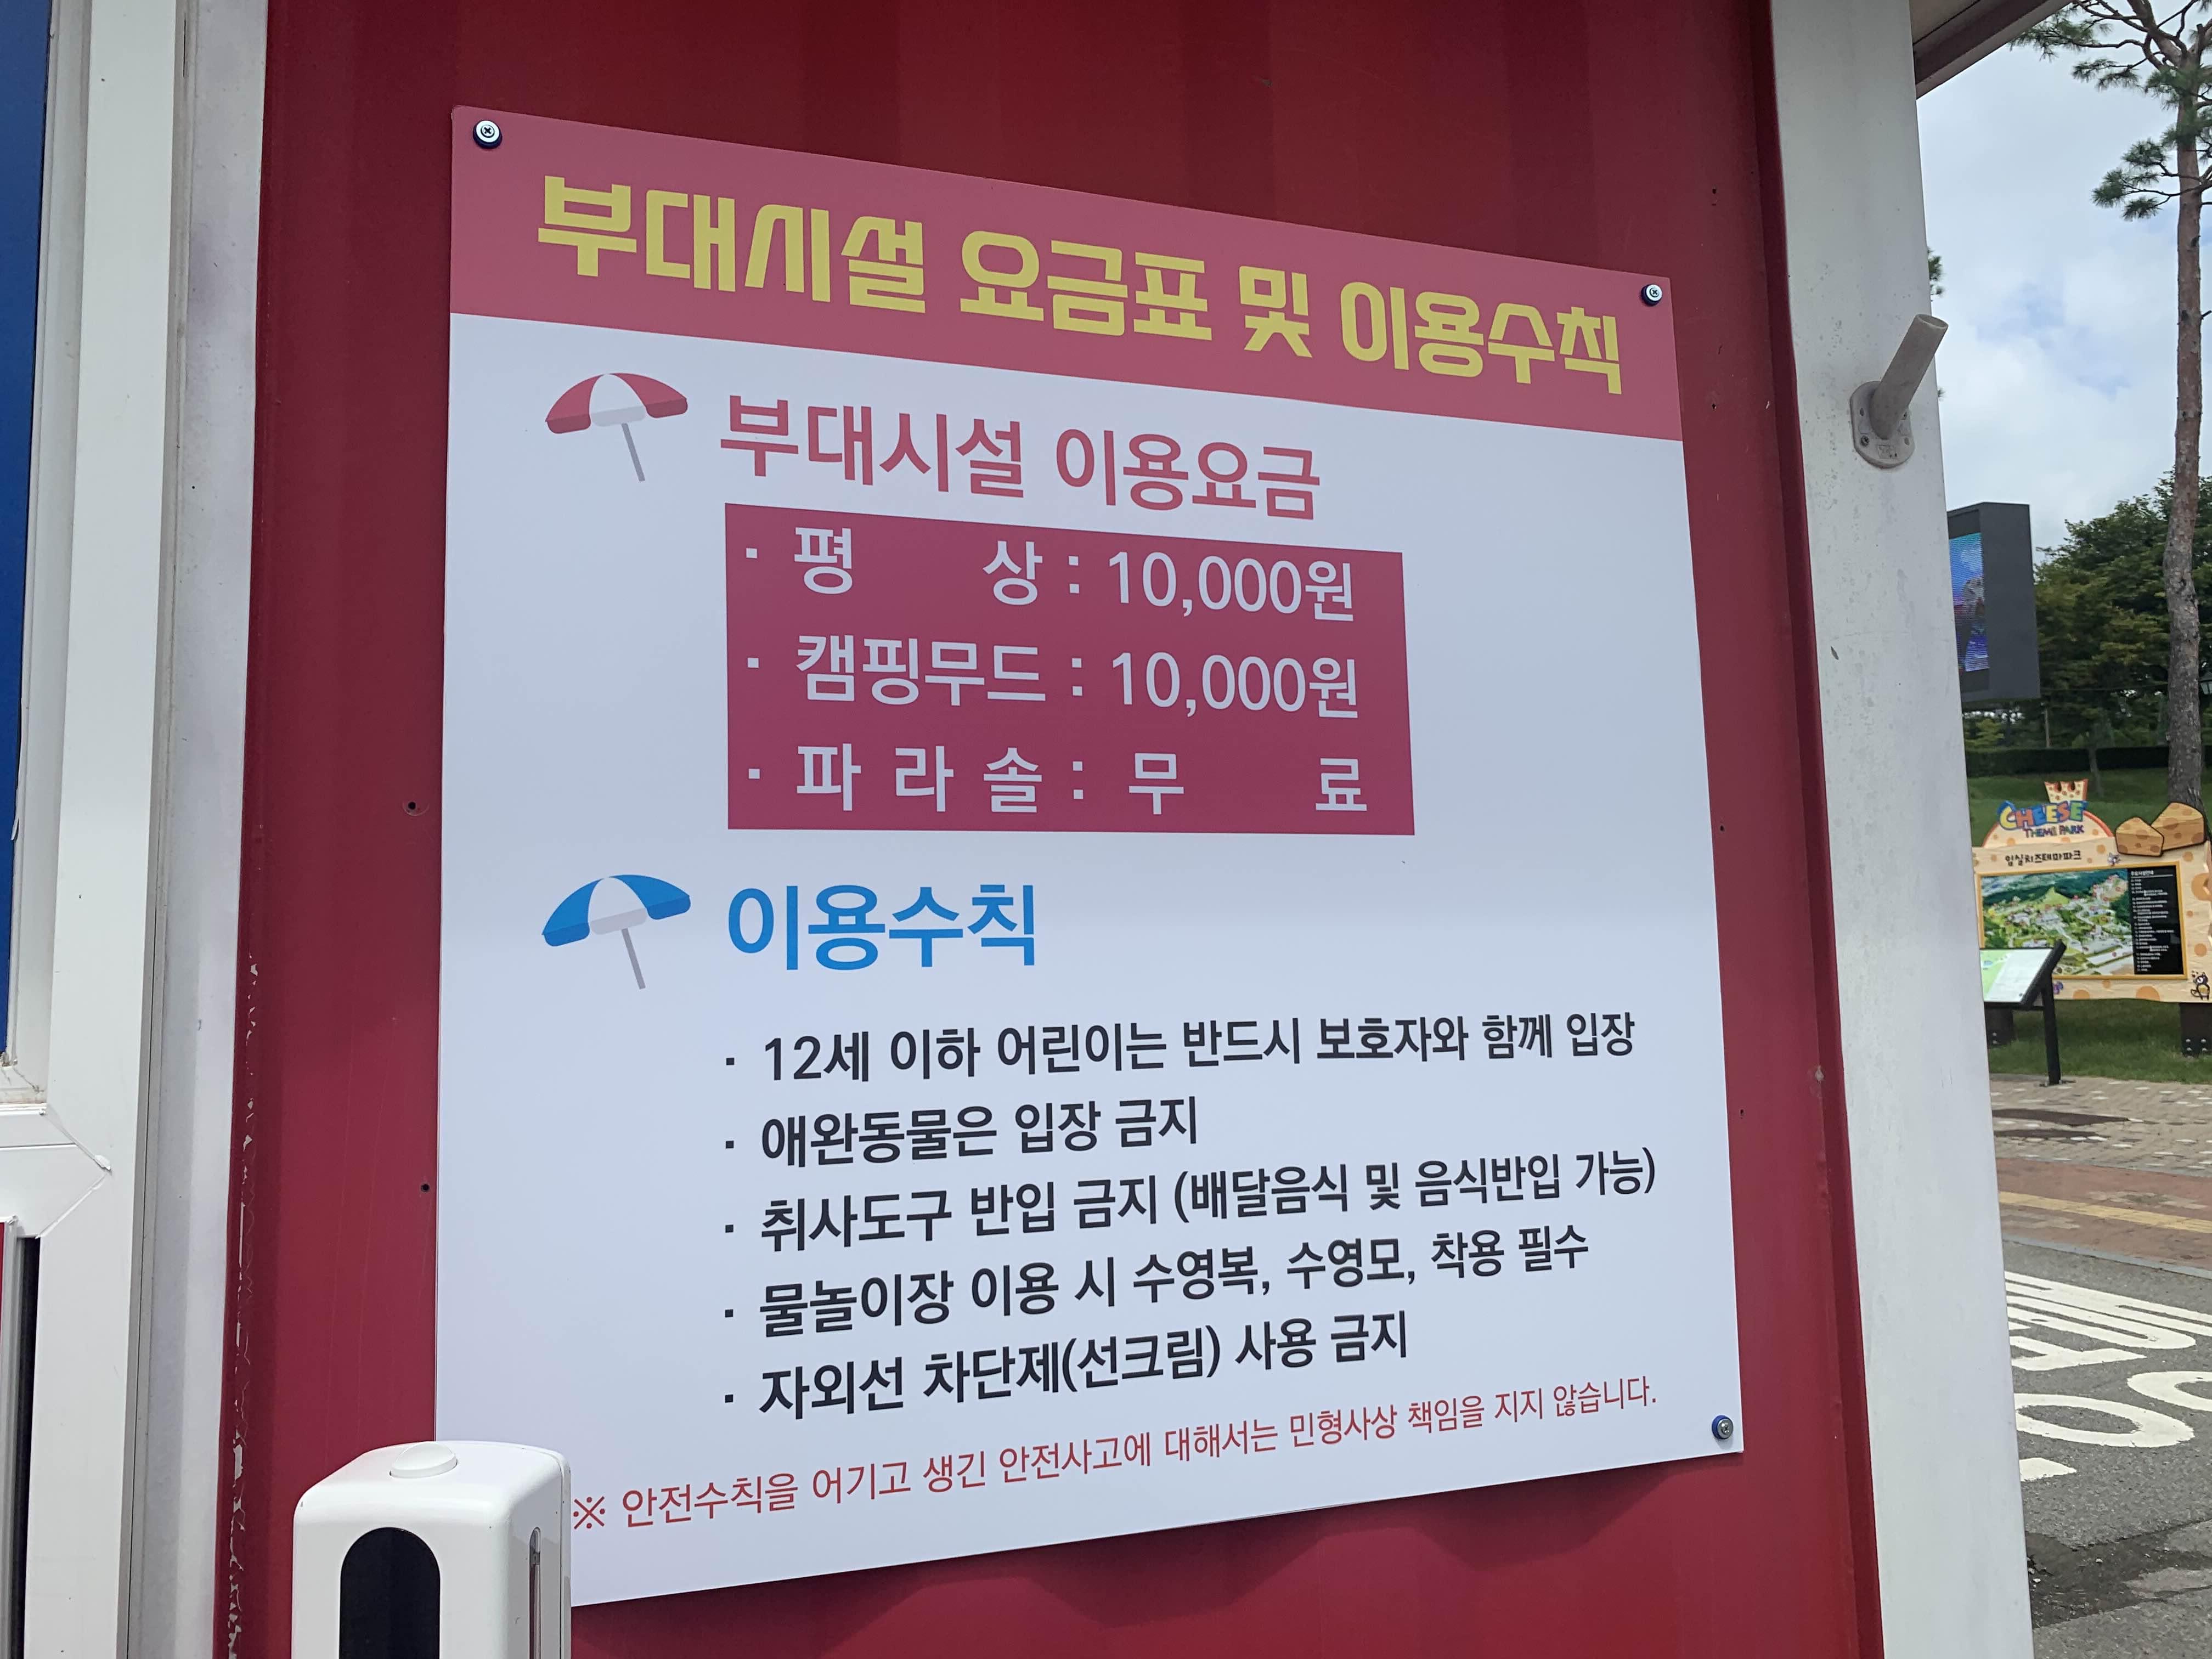 부대시설 요금표 및 이용수칙
부대시설 이용요금
· 평 상 : 10,000원
· 캠핑무드 : 10,000원
· 파 라 솔 : 무 료
이용수칙
· 12세 이하 어린이는 반드시 보호자와 함께 입장
· 애완동물은 입장 금지
· 취사도구 반입 금지 (배달음식 및 음식반입 가능)
· 물놀이장 이용 시 수영복, 수영모, 착용 필수
· 자외선 차단제(선크림) 사용 금지
※ 안전수칙을 어기고 생긴 안전사고에 대해서는 민형사상 책임을 지지 않습니다.
CHEESE
THEME PARK
임실치즈테마파크